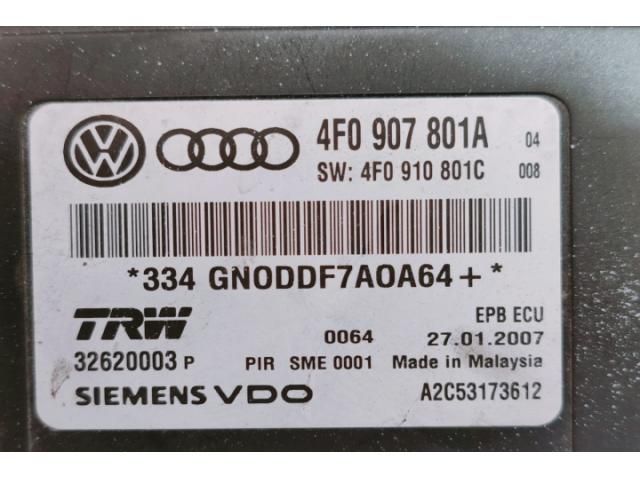 4F0 907 801A 04
SW: 4F0 910 801C 008
*334 GNODDF7A0A64+*
TRW EPB ECU
0064 27.01.2007
32620003 P PIR SME 0001 Made in Malaysia
SIEMENS VDO A2C53173612